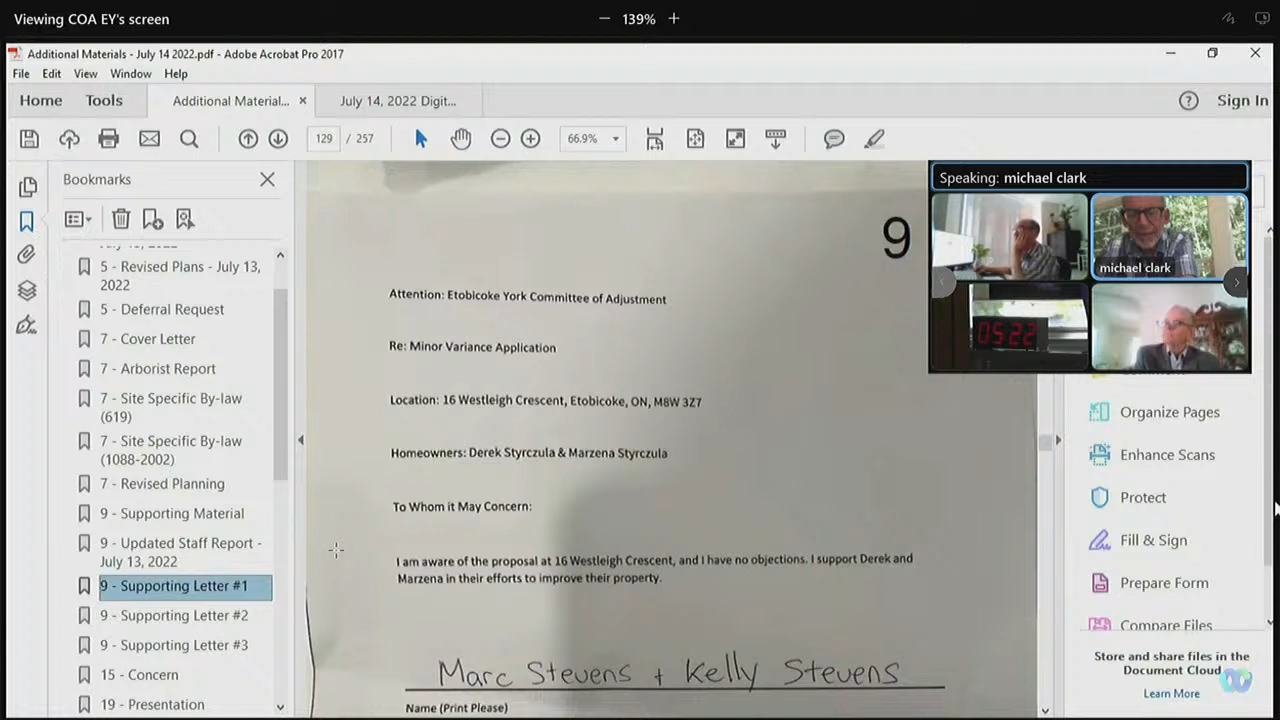 Viewing COA EY's screen
139%
Additional Materials - July 14 2022.pdf - Adobe Acrobat Pro 2017
File Edit View Window Help
Home Tools Additional Material... July 14, 2022 Digit... Sign In
129 / 257 66.9%
Bookmarks
5 - Revised Plans - July 13,
2022
5 - Deferral Request
7 - Cover Letter
7 - Arborist Report
7 - Site Specific By-law
(619)
7 - Site Specific By-law
(1088-2002)
7 - Revised Planning
9 - Supporting Material
9 - Updated Staff Report -
July 13, 2022
9 - Supporting Letter #1
9 - Supporting Letter #2
9 - Supporting Letter #3
15 - Concern
19 - Presentation
9
Attention: Etobicoke York Committee of Adjustment
Re: Minor Variance Application
Location: 16 Westleigh Crescent, Etobicoke, ON, M8W 3Z7
Homeowners: Derek Styrczula & Marzena Styrczula
To Whom it May Concern:
I am aware of the proposal at 16 Westleigh Crescent, and I have no objections. I support Derek and
Marzena in their efforts to improve their property.
Marc Stevens + Kelly Stevens
Name (Print Please)
Speaking: michael clark
michael clark
05:22
Organize Pages
Enhance Scans
Protect
Fill & Sign
Prepare Form
Compare Files
Store and share files in the
Document Cloud
Learn More